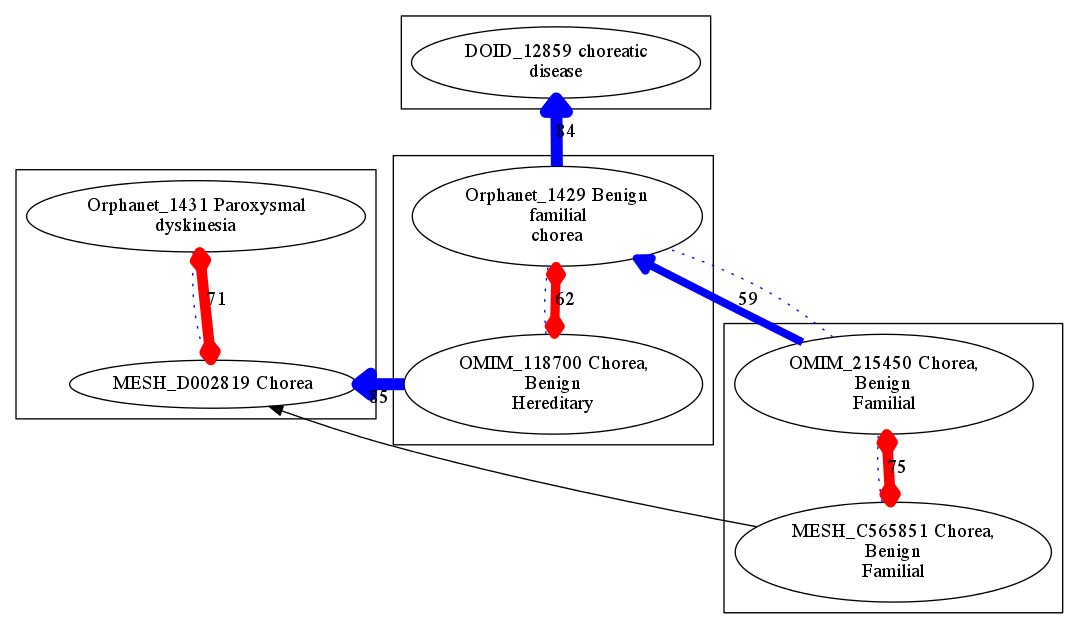 DOID_12859 choreatic
disease
84
Orphanet_1431 Paroxysmal
dyskinesia
Orphanet_1429 Benign
familial
chorea
71
62
59
MESH_D002819 Chorea
85
OMIM_118700 Chorea,
Benign
Hereditary
OMIM_215450 Chorea,
Benign
Familial
75
MESH_C565851 Chorea,
Benign
Familial